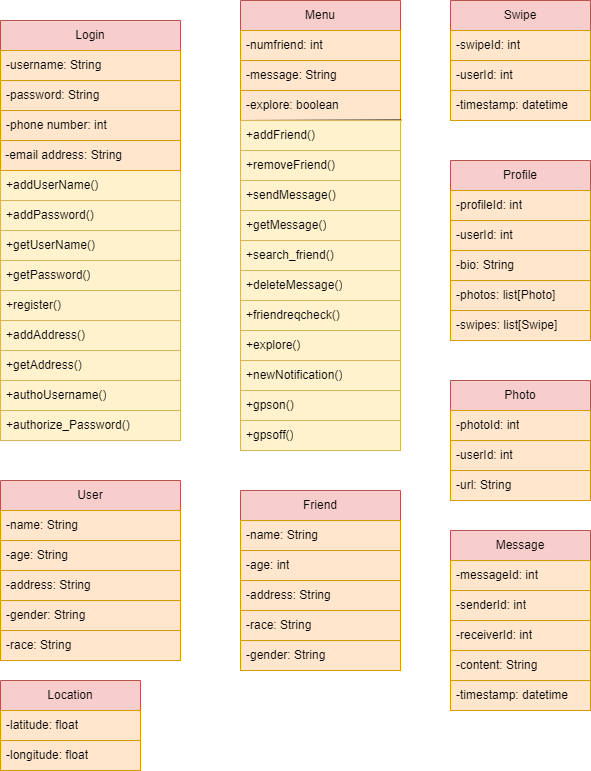 Login
-username: String
-password: String
-phone number: int
-email address: String
+addUserName()
+addPassword()
+getUserName()
+getPassword()
+register()
+addAddress()
+getAddress()
+authoUsername()
+authorize_Password()
User
-name: String
-age: String
-address: String
-gender: String
-race: String
Location
-latitude: float
-longitude: float
Menu
-numfriend: int
-message: String
-explore: boolean
+addFriend()
+removeFriend()
+sendMessage()
+getMessage()
+search_friend()
+deleteMessage()
+friendreqcheck()
+explore()
+newNotification()
+gpson()
+gpsoff()
Friend
-name: String
-age: int
-address: String
-race: String
-gender: String
Swipe
-swipeId: int
-userId: int
-timestamp: datetime
Profile
-profileId: int
-userId: int
-bio: String
-photos: list[Photo]
-swipes: list[Swipe]
Photo
-photoId: int
-userId: int
-url: String
Message
-messageId: int
-senderId: int
-receiverId: int
-content: String
-timestamp: datetime